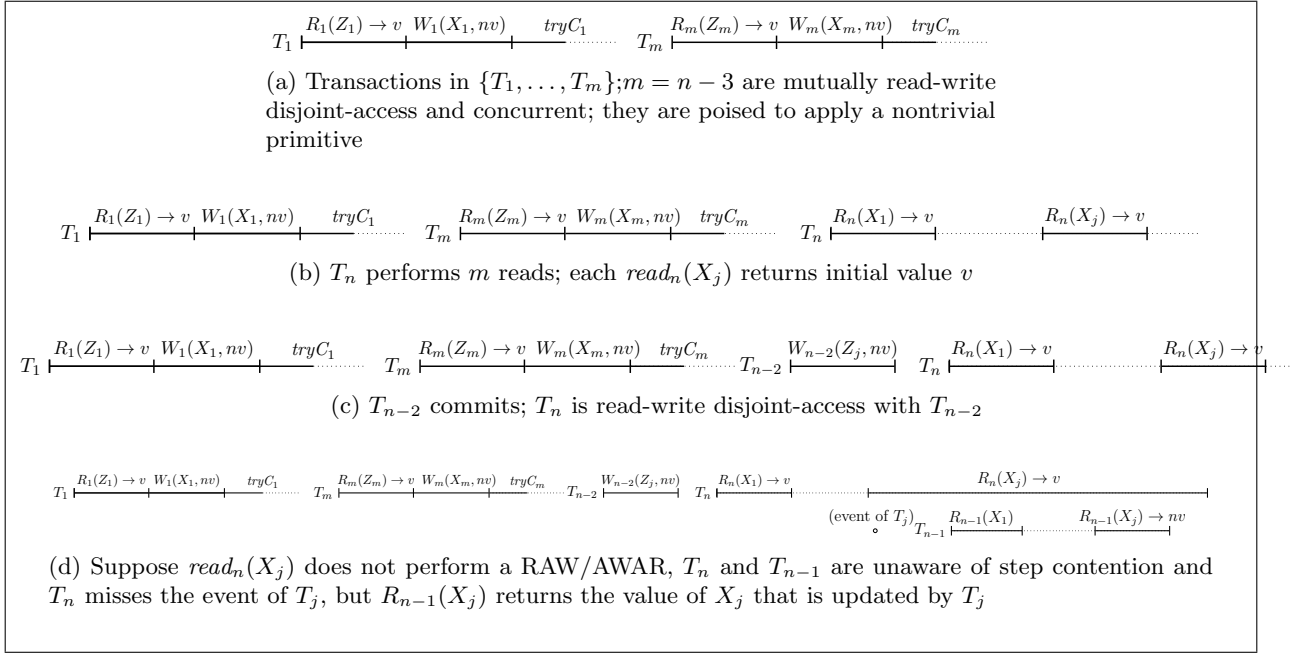 R₁(Z₁) → v W₁(X₁, nv) tryC₁ Rₘ(Zₘ) → v Wₘ(Xₘ, nv) tryCₘ
T₁ Tₘ
(a) Transactions in {T₁, . . . , Tₘ}; m = n − 3 are mutually read-write
disjoint-access and concurrent; they are poised to apply a nontrivial
primitive
R₁(Z₁) → v W₁(X₁, nv) tryC₁ Rₘ(Zₘ) → v Wₘ(Xₘ, nv) tryCₘ Rₙ(X₁) → v Rₙ(Xⱼ) → v
T₁ Tₘ Tₙ
(b) Tₙ performs m reads; each readₙ(Xⱼ) returns initial value v
R₁(Z₁) → v W₁(X₁, nv) tryC₁ Rₘ(Zₘ) → v Wₘ(Xₘ, nv) tryCₘ Wₙ₋₂(Zⱼ, nv) Rₙ(X₁) → v Rₙ(Xⱼ) → v
T₁ Tₘ Tₙ₋₂ Tₙ
(c) Tₙ₋₂ commits; Tₙ is read-write disjoint-access with Tₙ₋₂
R₁(Z₁) → v W₁(X₁, nv) tryC₁ Rₘ(Zₘ) → v Wₘ(Xₘ, nv) tryCₘ Wₙ₋₂(Zⱼ, nv) Rₙ(X₁) → v Rₙ(Xⱼ) → v
T₁ Tₘ Tₙ₋₂ Tₙ
(event of Tⱼ) Rₙ₋₁(X₁) Rₙ₋₁(Xⱼ) → nv
Tₙ₋₁
(d) Suppose readₙ(Xⱼ) does not perform a RAW/AWAR, Tₙ and Tₙ₋₁ are unaware of step contention and
Tₙ misses the event of Tⱼ, but Rₙ₋₁(Xⱼ) returns the value of Xⱼ that is updated by Tⱼ